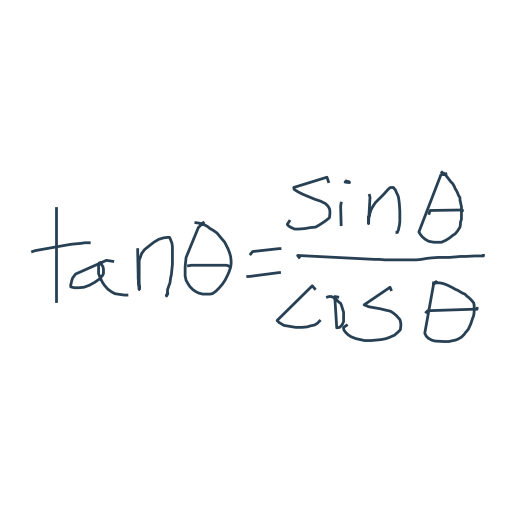 tanθ = sinθ / cosθ